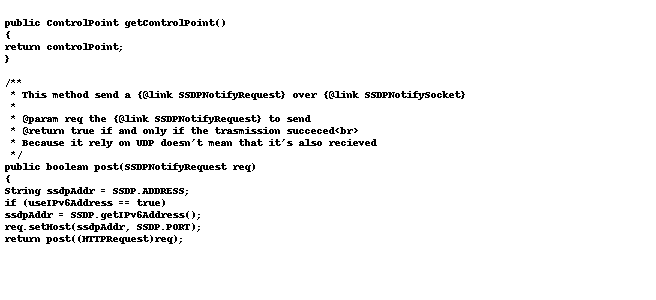 public ControlPoint getControlPoint()
{
return controlPoint;
}
/**
* This method send a {@link SSDPNotifyRequest} over {@link SSDPNotifySocket}
*
* @param req the {@link SSDPNotifyRequest} to send
* @return true if and only if the trasmission succeced<br>
* Because it rely on UDP doesn't mean that it's also recieved
*/
public boolean post(SSDPNotifyRequest req)
{
String ssdpAddr = SSDP.ADDRESS;
if (useIPv6Address == true)
ssdpAddr = SSDP.getIPv6Address();
req.setHost(ssdpAddr, SSDP.PORT);
return post((HTTPRequest)req);